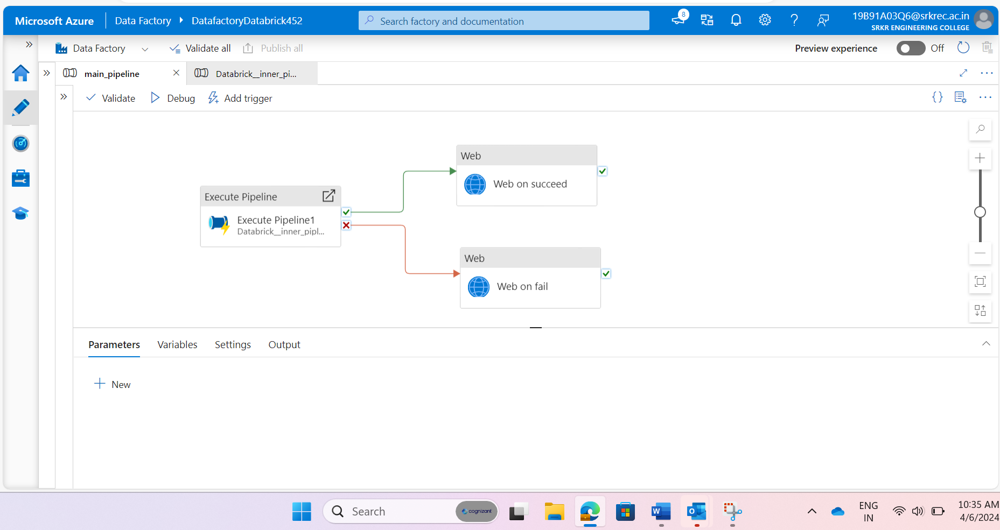 Microsoft Azure
Data Factory
DatafactoryDatabrick452
Search factory and documentation
8
19B91A03Q6@srkrec.ac.in
SRKR ENGINEERING COLLEGE
Data Factory
Validate all
Publish all
Preview experience
Off
main_pipeline
Databrick__inner_pi...
Validate
Debug
Add trigger
Web
Web on succeed
Execute Pipeline
Execute Pipeline1
Databrick__inner_pipl...
Web
Web on fail
Parameters
Variables
Settings
Output
New
Search
cognizant
ENG
IN
10:35 AM
4/6/2024